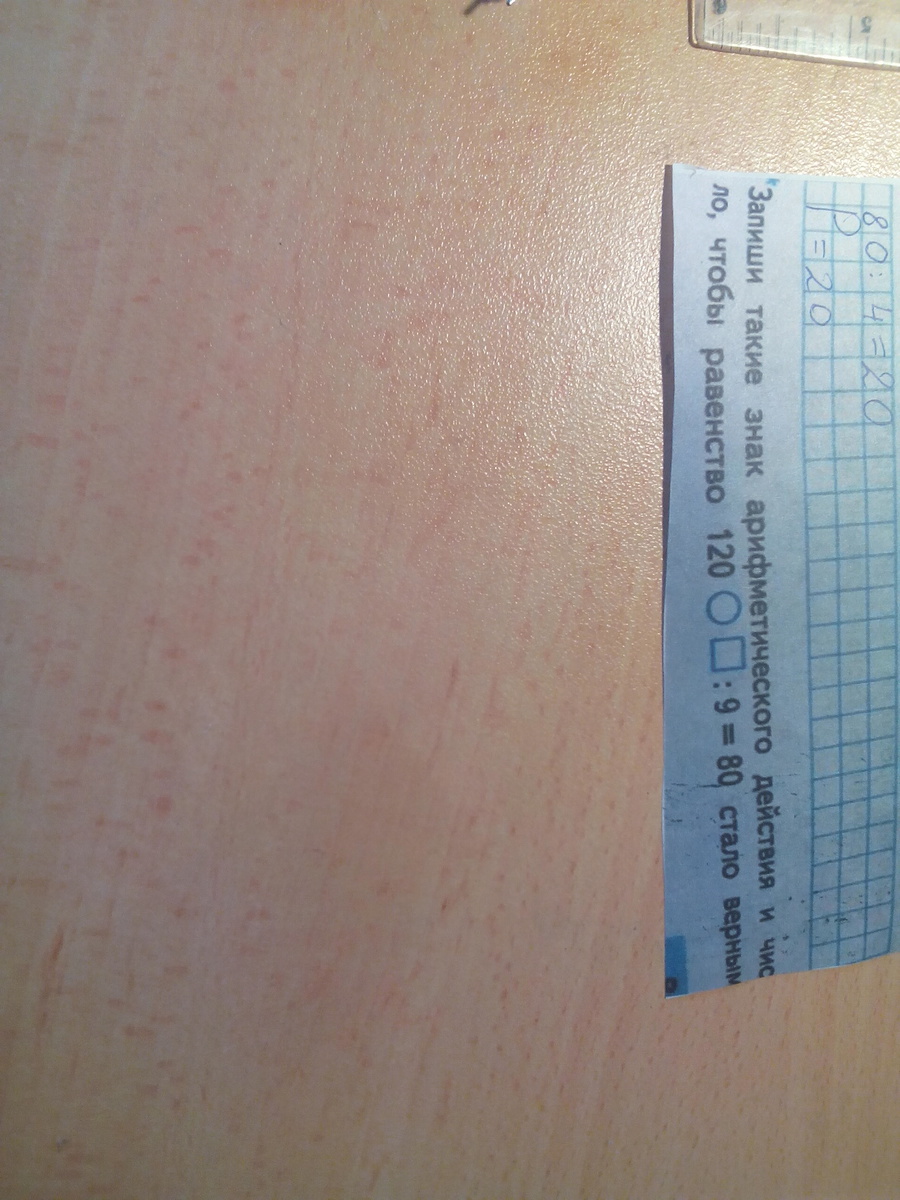 80 : 4 = 20
р = 20
Запиши такие знак арифметического действия и чис
ло, чтобы равенство 120 ○ □ : 9 = 80 стало верным